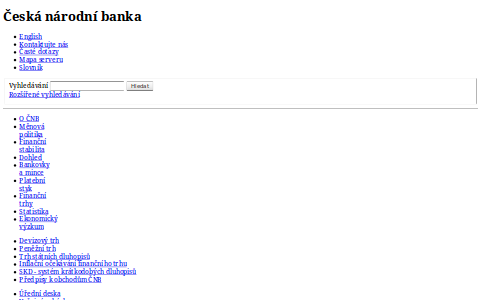 Česká národní banka
English
Kontaktujte nás
Časté dotazy
Mapa serveru
Slovník
Vyhledávání Hledat
Rozšířené vyhledávání
O ČNB
Měnová
politika
Finanční
stabilita
Dohled
Bankovky
a mince
Platební
styk
Finanční
trhy
Statistika
Ekonomický
výzkum
Devizový trh
Peněžní trh
Trh státních dluhopisů
Inflační očekávání finančního trhu
SKD - systém krátkodobých dluhopisů
Předpisy k obchodům ČNB
Úřední deska